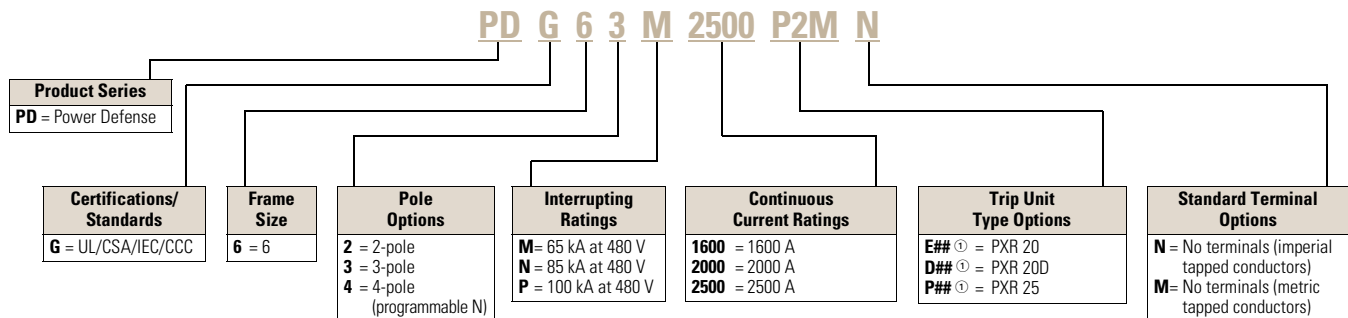 PD G 6 3 M 2500 P2M N
Product Series
PD = Power Defense
Certifications/
Standards
G = UL/CSA/IEC/CCC
Frame
Size
6 = 6
Pole
Options
2 = 2-pole
3 = 3-pole
4 = 4-pole
(programmable N)
Interrupting
Ratings
M= 65 kA at 480 V
N = 85 kA at 480 V
P = 100 kA at 480 V
Continuous
Current Ratings
1600 = 1600 A
2000 = 2000 A
2500 = 2500 A
Trip Unit
Type Options
E## ① = PXR 20
D## ① = PXR 20D
P## ① = PXR 25
Standard Terminal
Options
N = No terminals (imperial
tapped conductors)
M= No terminals (metric
tapped conductors)